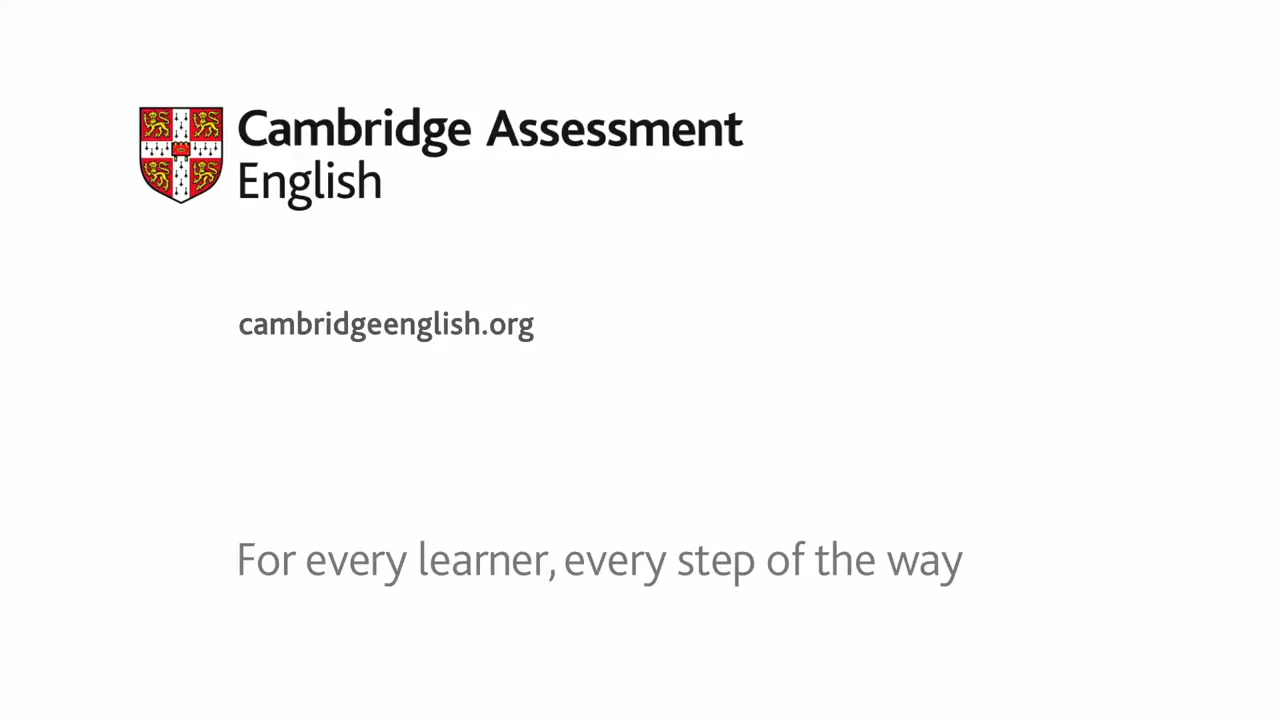 Cambridge Assessment
English
cambridgeenglish.org
For every learner, every step of the way